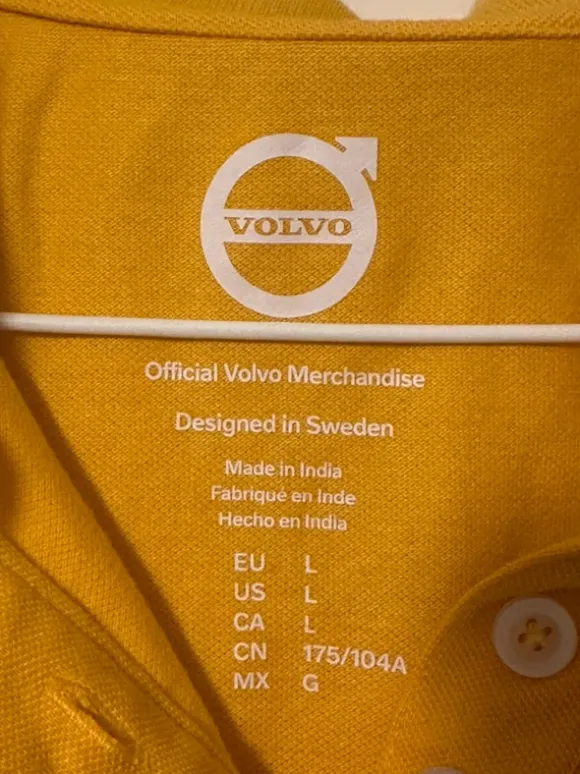 VOLVO
Official Volvo Merchandise
Designed in Sweden
Made in India
Fabriqué en Inde
Hecho en India
EU L
US L
CA L
CN 175/104A
MX G